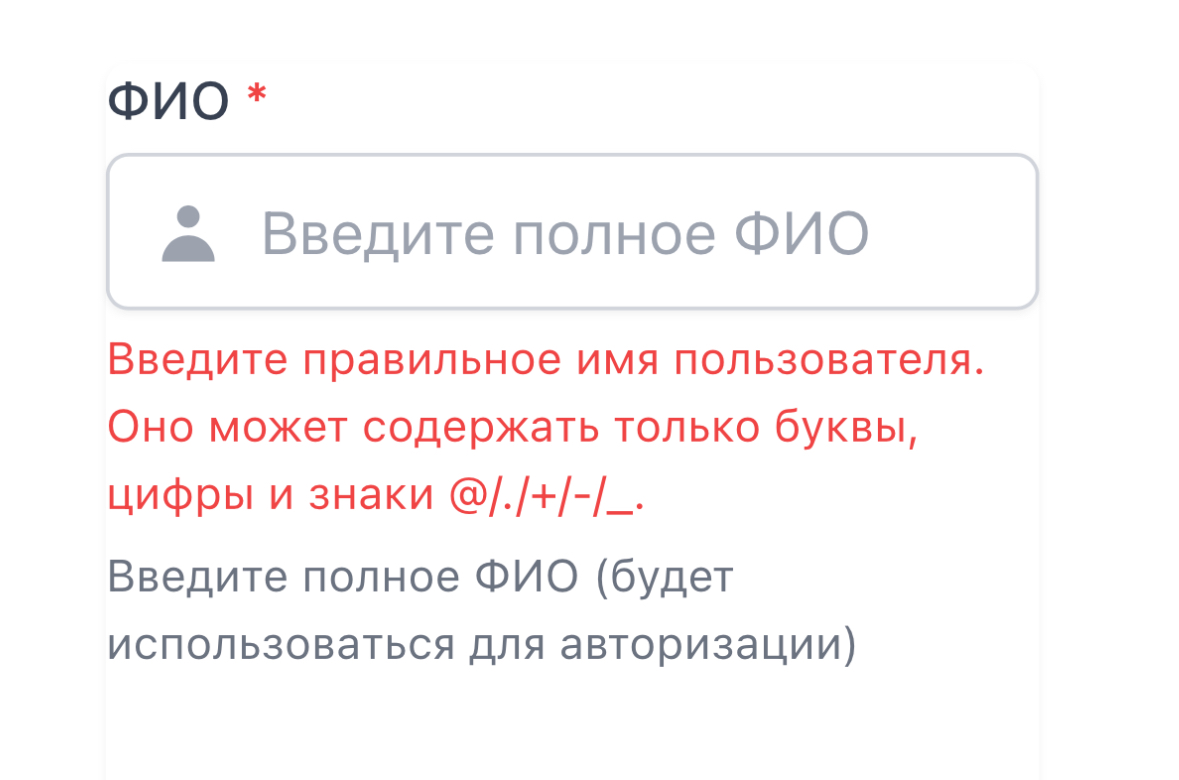 ФИО *
Введите полное ФИО
Введите правильное имя пользователя.
Оно может содержать только буквы,
цифры и знаки @/./+/-/_.
Введите полное ФИО (будет
использоваться для авторизации)